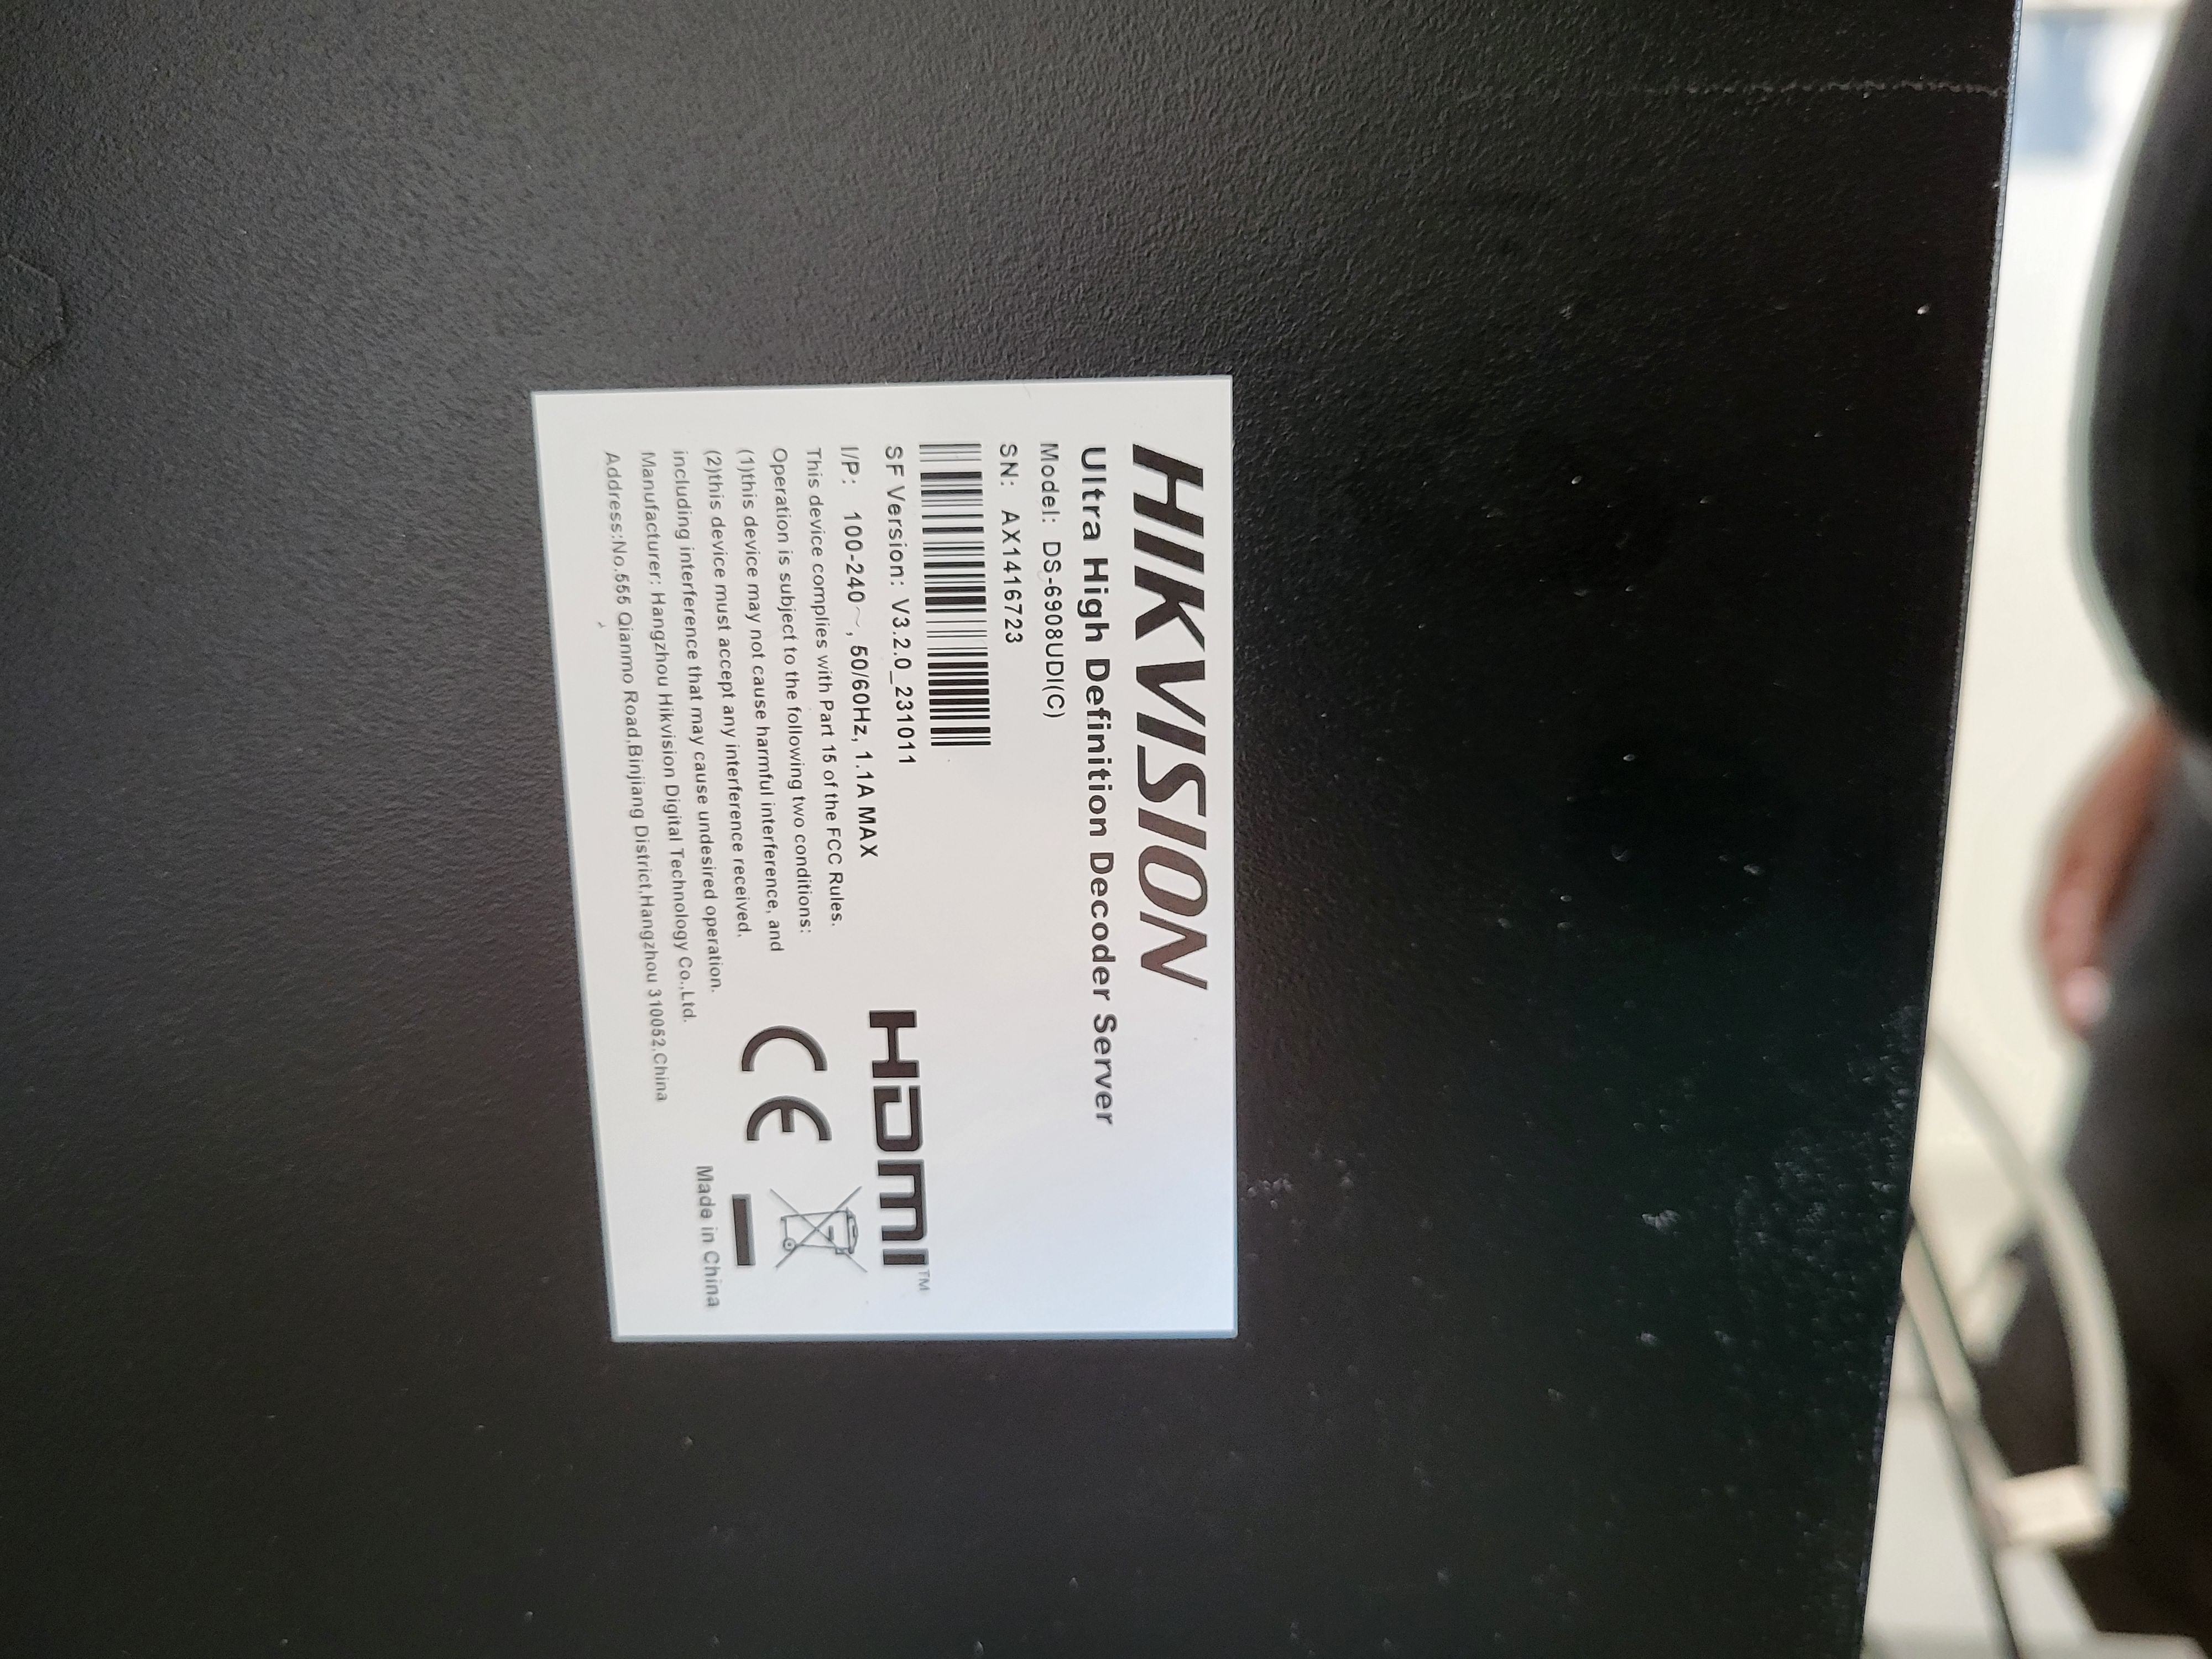 HIKVISION
Ultra High Definition Decoder Server
Model: DS-6908UDI(C)
SN: AX1416723
SF Version: V3.2.0_231011
I/P: 100-240~, 50/60Hz, 1.1A MAX
This device complies with Part 15 of the FCC Rules.
Operation is subject to the following two conditions:
(1)this device may not cause harmful interference, and
(2)this device must accept any interference received,
including interference that may cause undesired operation.
Manufacturer: Hangzhou Hikvision Digital Technology Co.,Ltd.
Address:No.555 Qianmo Road,Binjiang District,Hangzhou 310052,China
HDMI™
CE
Made in China